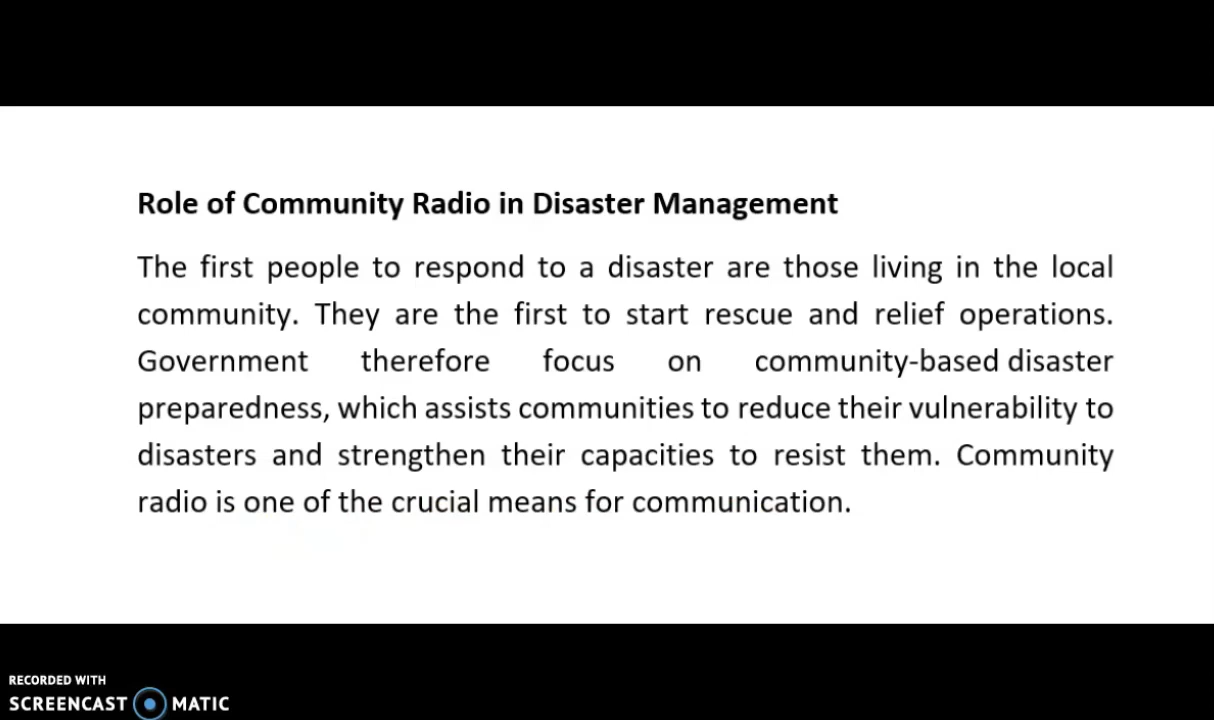 Role of Community Radio in Disaster Management
The first people to respond to a disaster are those living in the local
community. They are the first to start rescue and relief operations.
Government therefore focus on community-based disaster
preparedness, which assists communities to reduce their vulnerability to
disasters and strengthen their capacities to resist them. Community
radio is one of the crucial means for communication.
RECORDED WITH
SCREENCAST MATIC